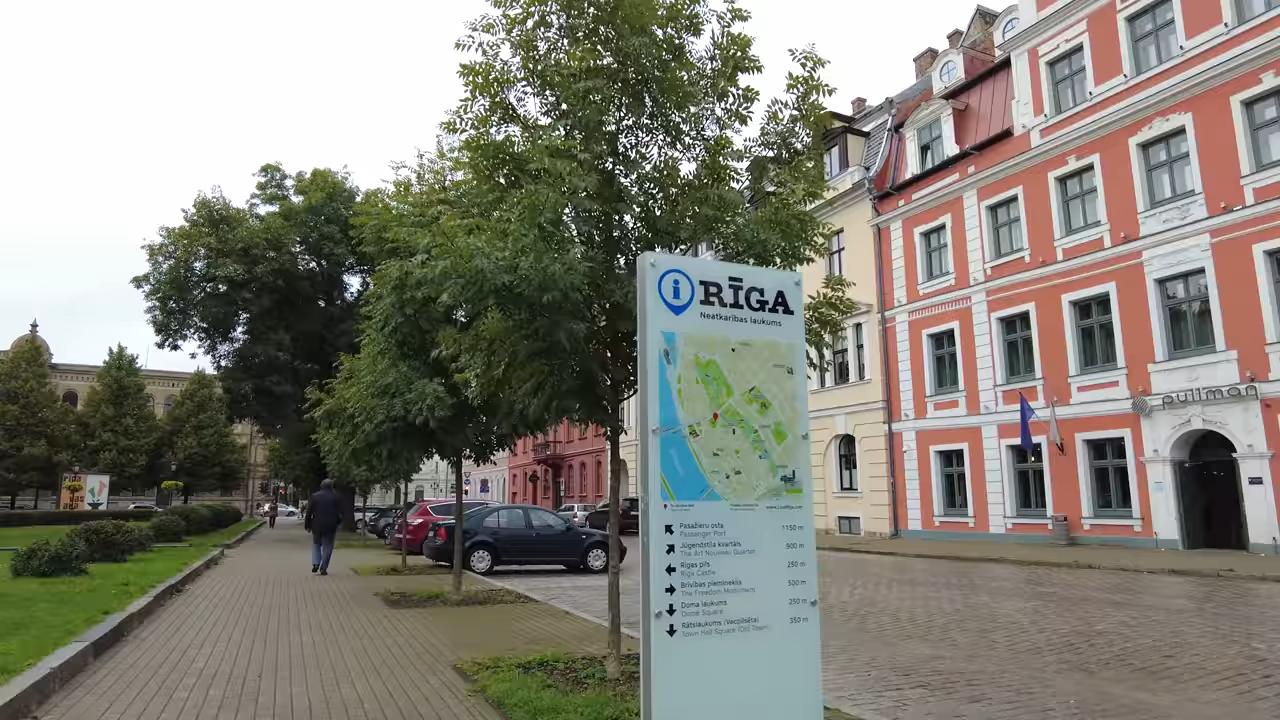 i RĪGA
Neatkarības laukums
Pasažieru osta 1150 m
Passenger Port
Jūgendstila kvartāls 900 m
The Art Nouveau Quarter
Rīgas pils 250 m
Riga Castle
Brīvības piemineklis 500 m
The Freedom Monument
Doma laukums 250 m
Dome Square
Rātslaukums (Vecpilsēta) 350 m
Town Hall Square (Old Town)
pullman